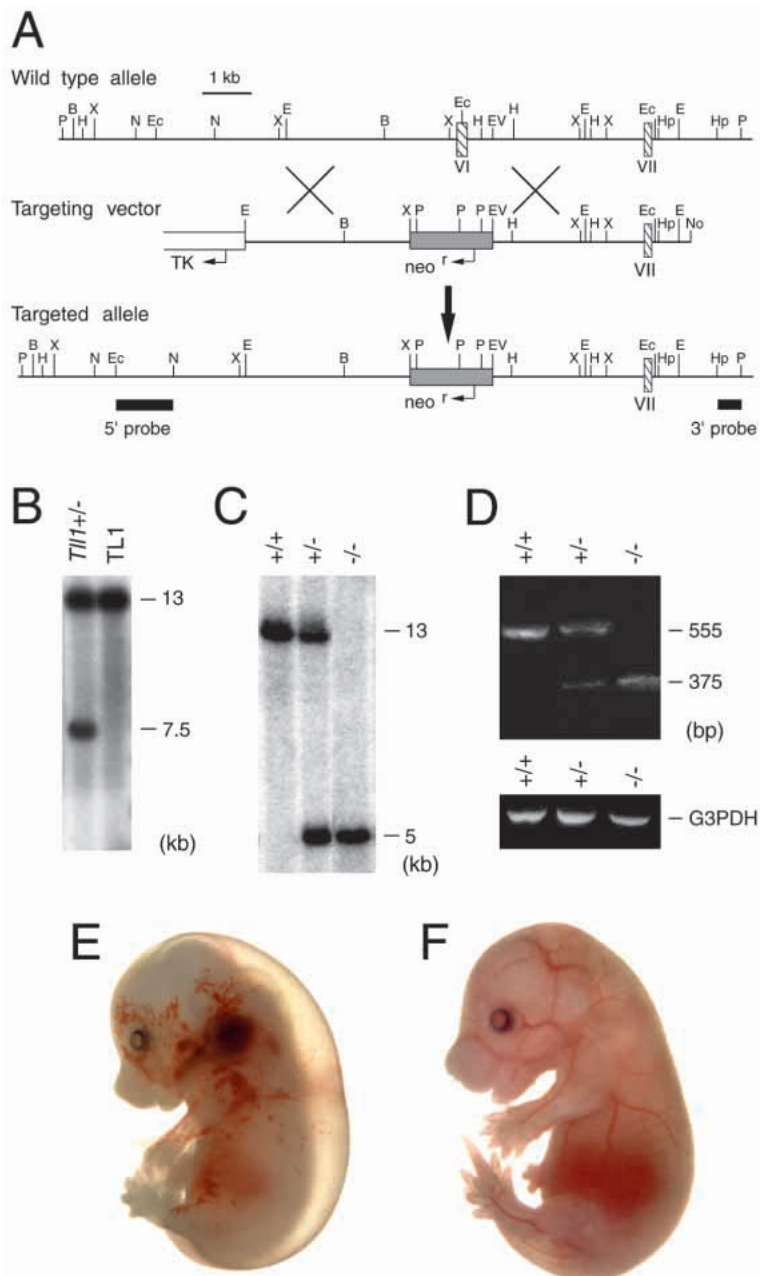 A
Wild type allele
1 kb
P B H X N Ec N X E B X Ec H EV H X E H X Ec Hp E Hp P
VI VII
Targeting vector
E B X P P P EV H X E H X Ec Hp E No
TK neo r VII
Targeted allele
P B H X N Ec N X E B X P P P EV H X E H X Ec Hp E Hp P
neo r VII
5' probe 3' probe
B
Tll1+/- TL1
13
7.5
(kb)
C
+/+ +/- -/-
13
5
(kb)
D
+/+ +/- -/-
555
375
(bp)
+/+ +/- -/-
G3PDH
E F